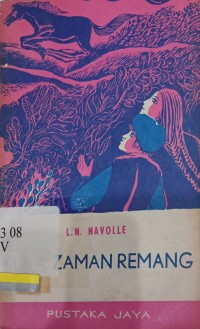 3 08
V
L.N. NAVOLLE
ZAMAN REMANG
PUSTAKA JAYA